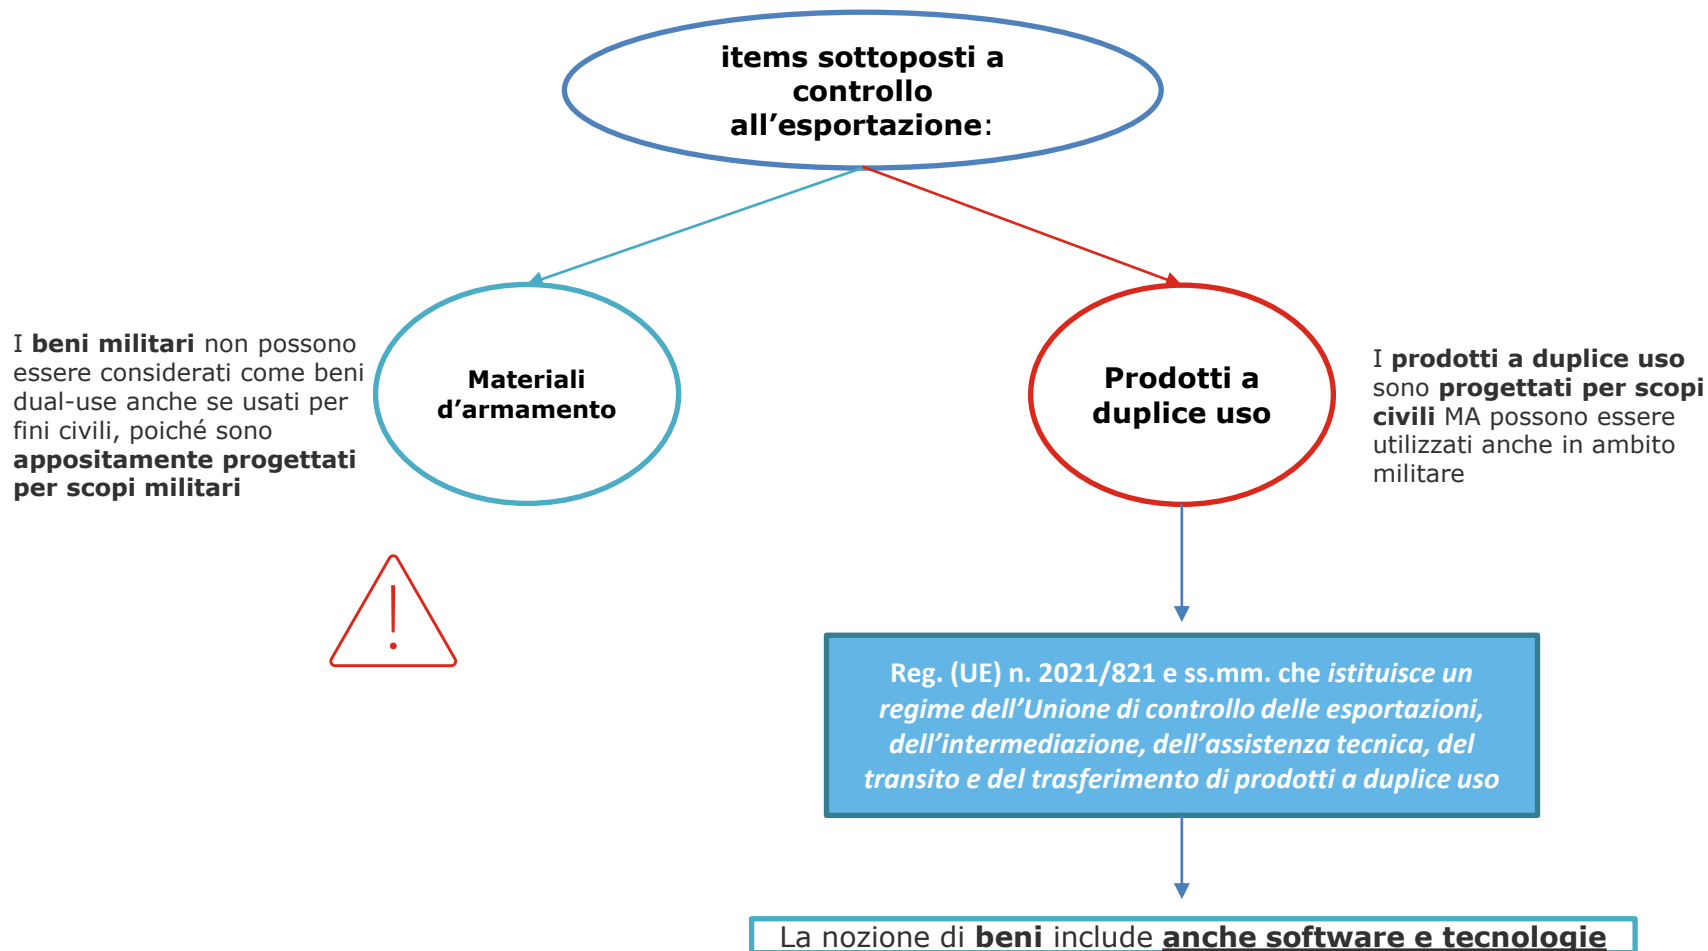 items sottoposti a
controllo
all’esportazione:
I beni militari non possono
essere considerati come beni
dual-use anche se usati per
fini civili, poiché sono
appositamente progettati
per scopi militari
Materiali
d’armamento
Prodotti a
duplice uso
I prodotti a duplice uso
sono progettati per scopi
civili MA possono essere
utilizzati anche in ambito
militare
Reg. (UE) n. 2021/821 e ss.mm. che istituisce un
regime dell’Unione di controllo delle esportazioni,
dell’intermediazione, dell’assistenza tecnica, del
transito e del trasferimento di prodotti a duplice uso
La nozione di beni include anche software e tecnologie